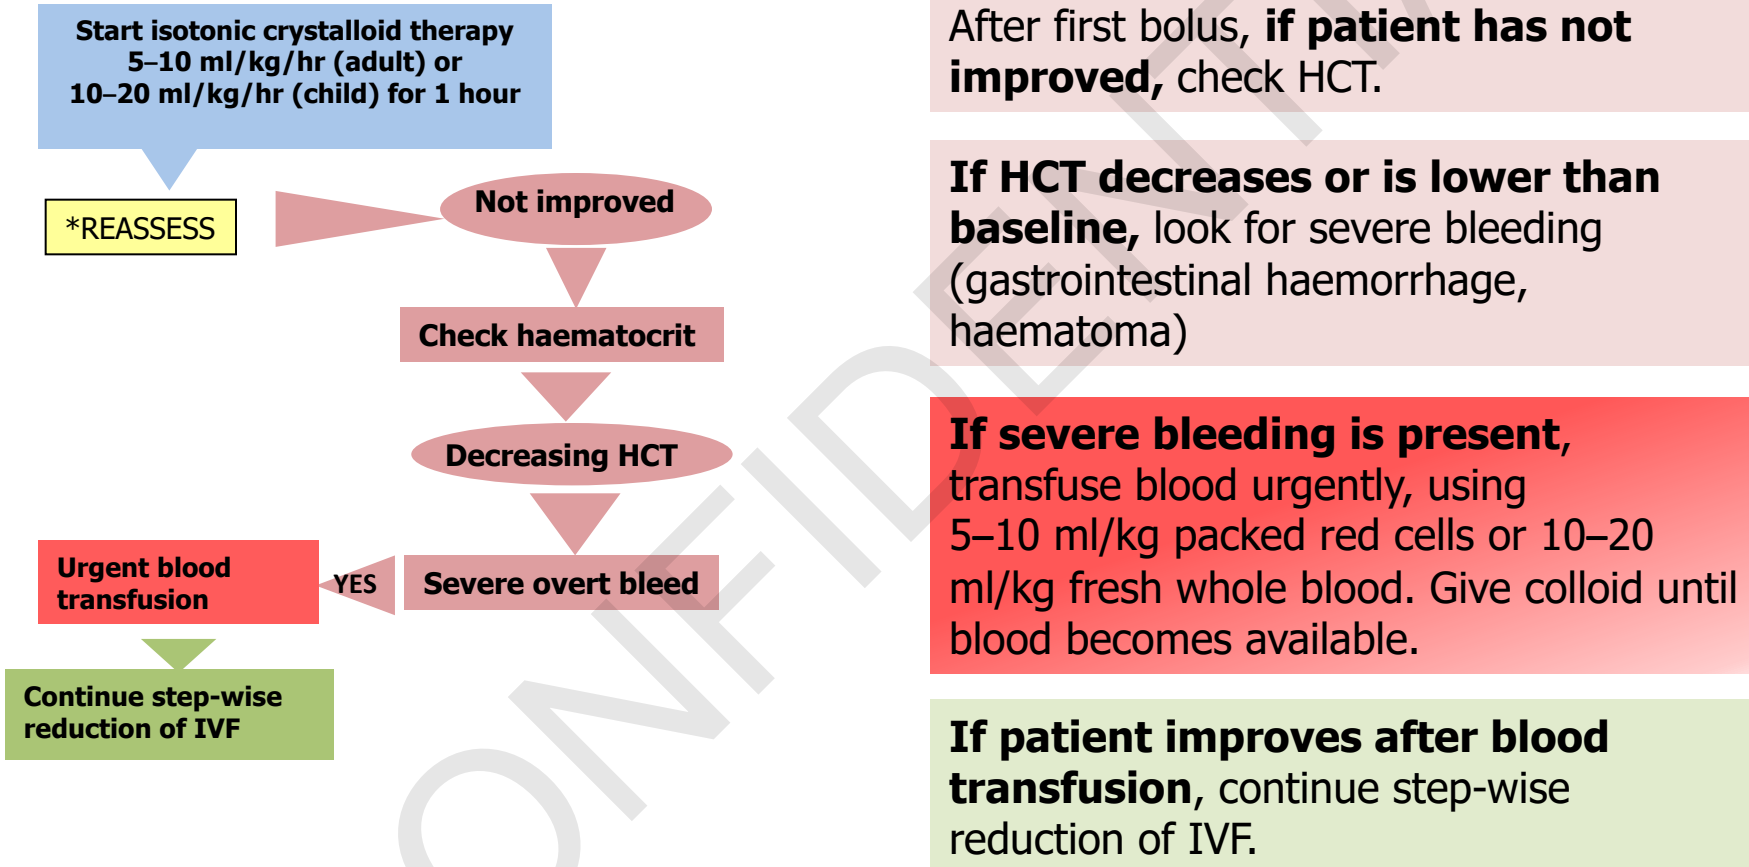 Start isotonic crystalloid therapy
5–10 ml/kg/hr (adult) or
10–20 ml/kg/hr (child) for 1 hour
*REASSESS
Not improved
Check haematocrit
Decreasing HCT
Severe overt bleed
YES
Urgent blood
transfusion
Continue step-wise
reduction of IVF
After first bolus, if patient has not
improved, check HCT.
If HCT decreases or is lower than
baseline, look for severe bleeding
(gastrointestinal haemorrhage,
haematoma)
If severe bleeding is present,
transfuse blood urgently, using
5–10 ml/kg packed red cells or 10–20
ml/kg fresh whole blood. Give colloid until
blood becomes available.
If patient improves after blood
transfusion, continue step-wise
reduction of IVF.
ONFIDENT